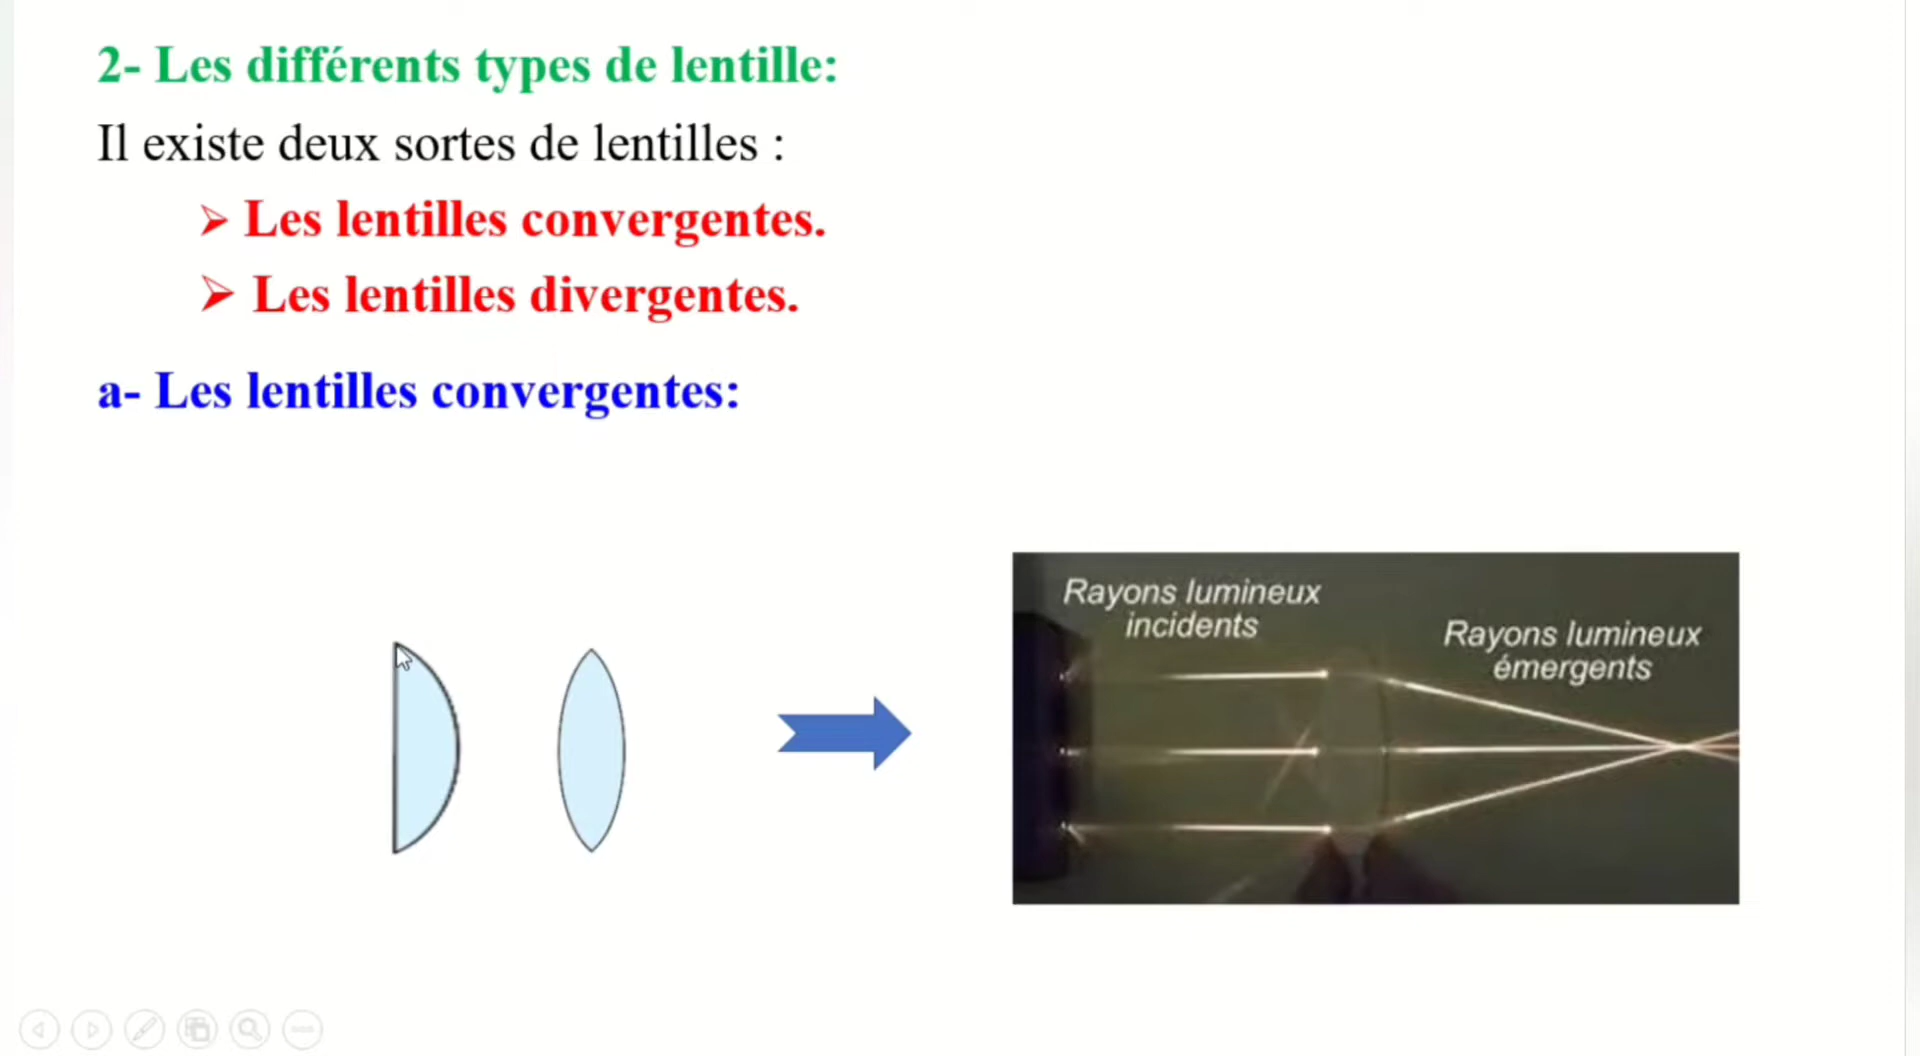 2- Les différents types de lentille:
Il existe deux sortes de lentilles :
➢ Les lentilles convergentes.
➢ Les lentilles divergentes.
a- Les lentilles convergentes:
Rayons lumineux
incidents
Rayons lumineux
émergents